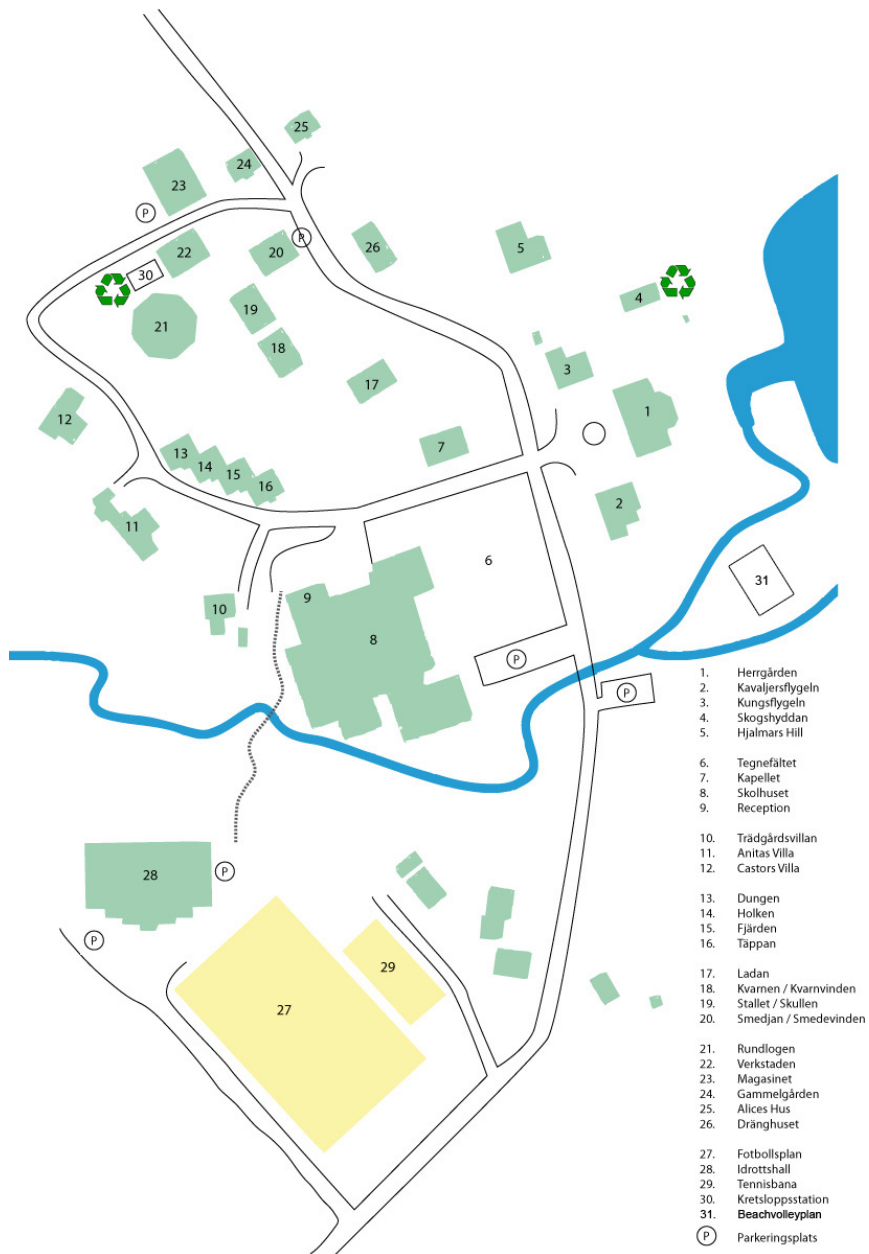 25
24
23
P
P
26
22
20
5
30
4
19
21
18
3
17
12
1
7
13
14
15
16
2
11
6
31
9
10
8
P
P
28
P
P
29
27
1. Herrgården
2. Kavaljersflygeln
3. Kungsflygeln
4. Skogshyddan
5. Hjalmars Hill
6. Tegnefältet
7. Kapellet
8. Skolhuset
9. Reception
10. Trädgårdsvillan
11. Anitas Villa
12. Castors Villa
13. Dungen
14. Holken
15. Fjärden
16. Täppan
17. Ladan
18. Kvarnen / Kvarnvinden
19. Stallet / Skullen
20. Smedjan / Smedevinden
21. Rundlogen
22. Verkstaden
23. Magasinet
24. Gammelgården
25. Alices Hus
26. Dränghuset
27. Fotbollsplan
28. Idrottshall
29. Tennisbana
30. Kretsloppsstation
31. Beachvolleyplan
P Parkeringsplats